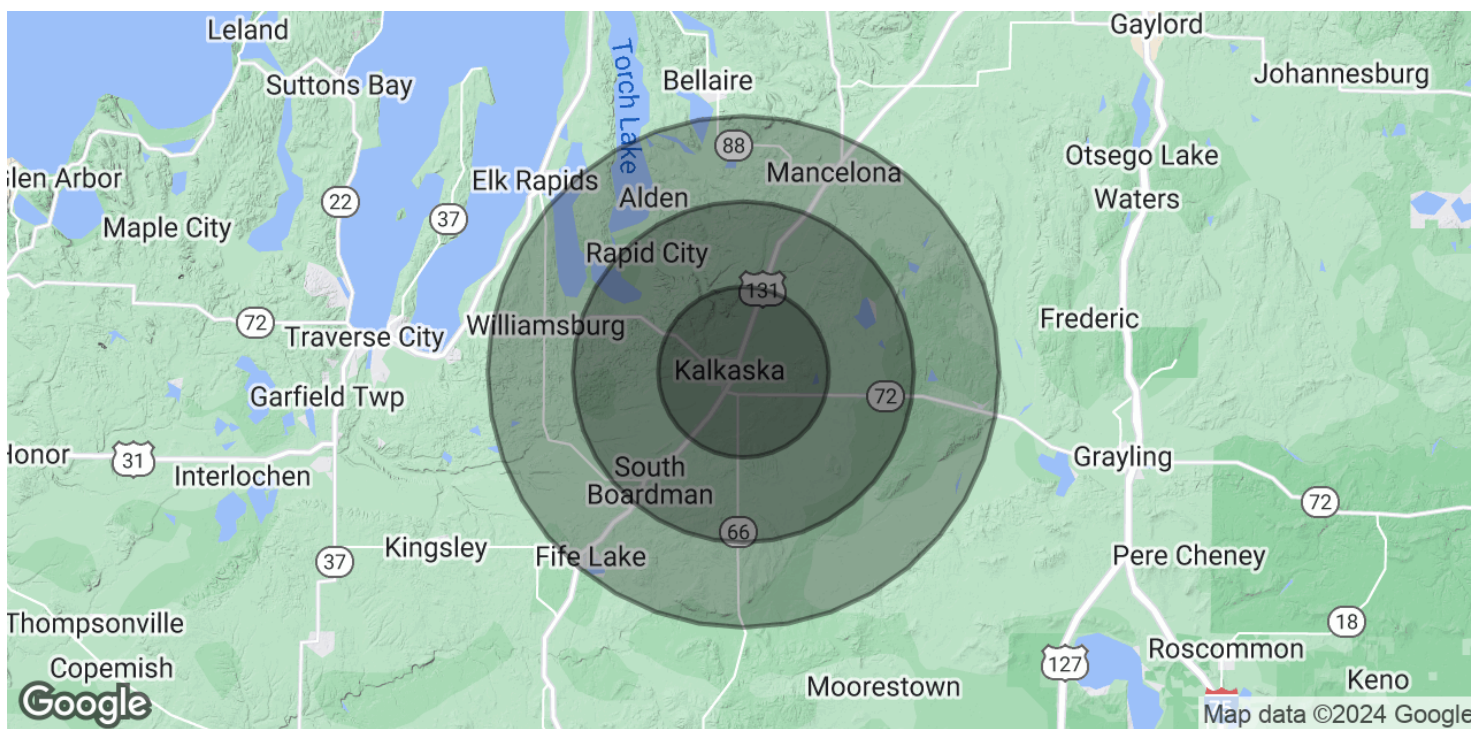 Leland
Gaylord
Suttons Bay
Torch Lake
Bellaire
Johannesburg
88
Otsego Lake
Glen Arbor
Elk Rapids
Mancelona
22
Alden
Waters
37
Maple City
Rapid City
131
72
Williamsburg
Frederic
Traverse City
Kalkaska
Garfield Twp
72
Honor
31
Interlochen
South
Boardman
Grayling
72
66
Kingsley
37
Fife Lake
Pere Cheney
Thompsonville
18
Copemish
127
Roscommon
Moorestown
Keno
Google
75
Map data ©2024 Google